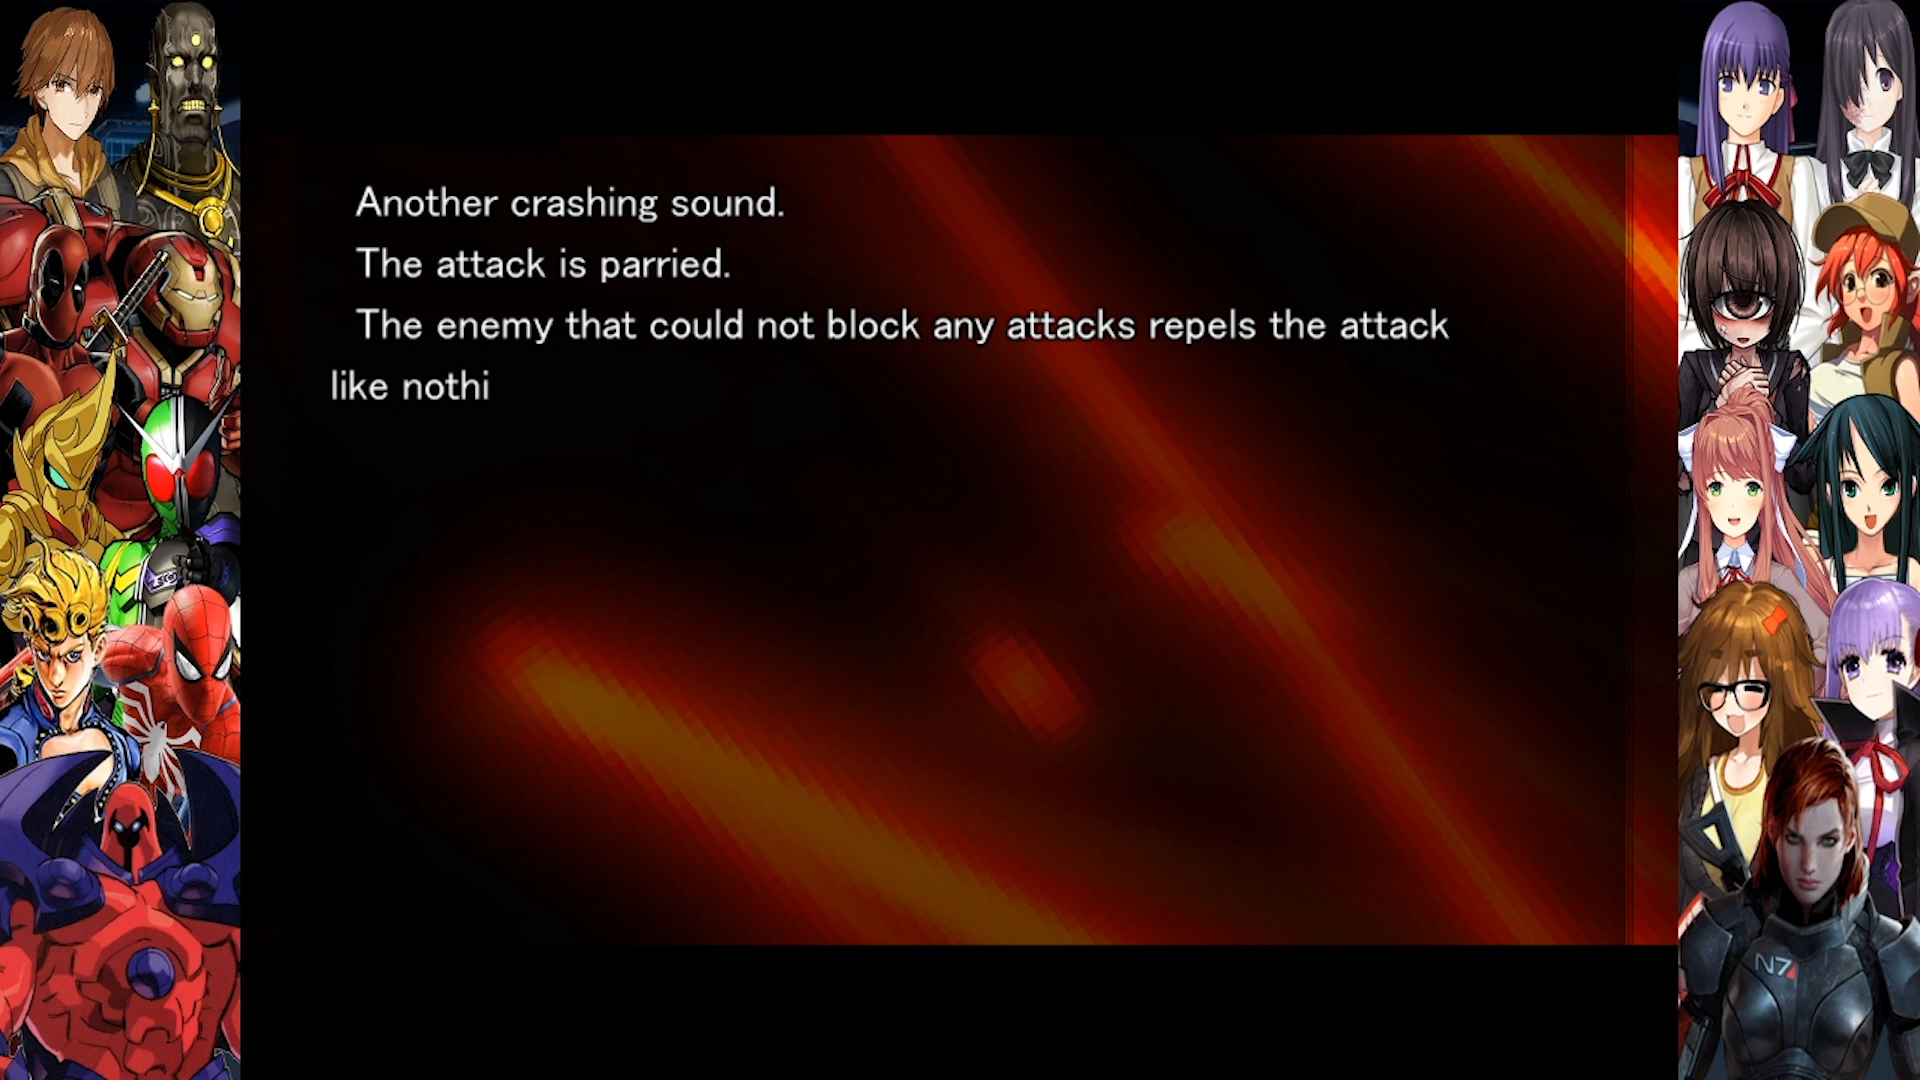 Another crashing sound.
The attack is parried.
The enemy that could not block any attacks repels the attack
like nothi
N7